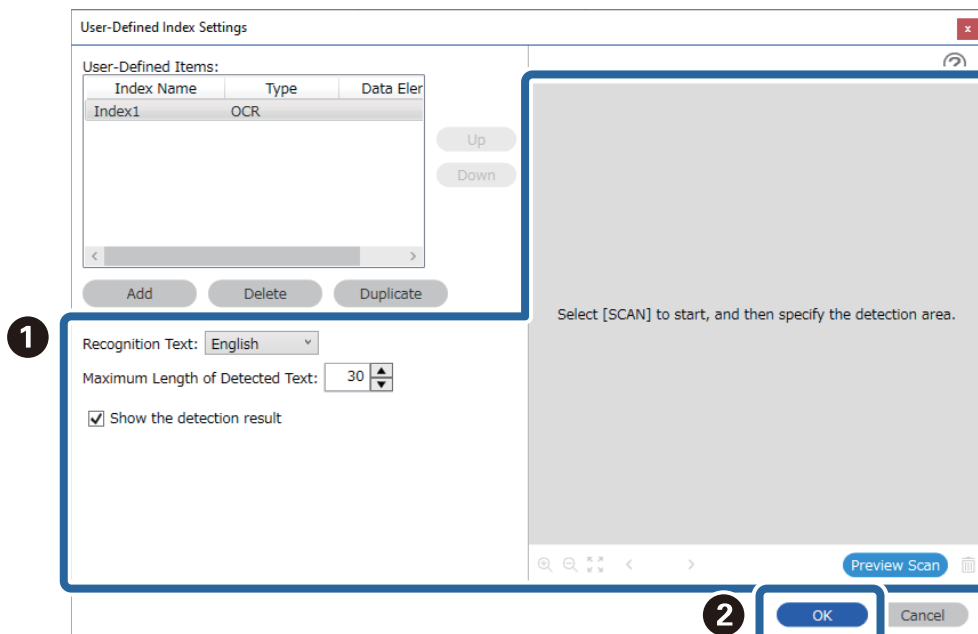 User-Defined Index Settings
x
?
User-Defined Items:
Index Name Type Data Eler
Index1 OCR
Up
Down
Add Delete Duplicate
Select [SCAN] to start, and then specify the detection area.
1
Recognition Text: English
Maximum Length of Detected Text: 30
Show the detection result
Preview Scan
2
OK Cancel